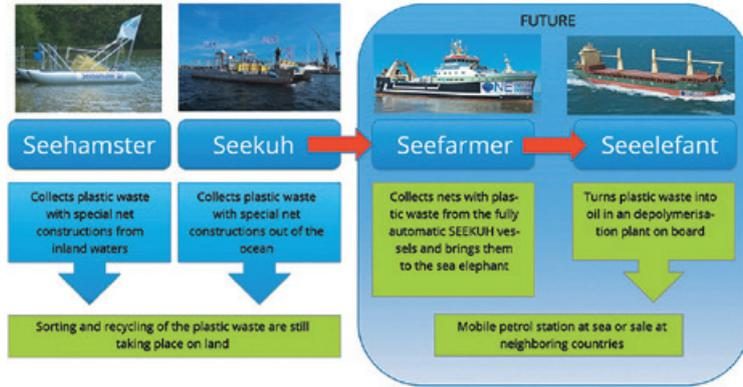 FUTURE
Seehamster
Seekuh
Seefarmer
Seeelefant
Collects plastic waste
with special net
constructions from
inland waters
Collects plastic waste
with special net
constructions out of the
ocean
Collects nets with plas-
tic waste from the fully
automatic SEEKUH ves-
sels and brings them
to the sea elephant
Turns plastic waste into
oil in an depolymerisa-
tion plant on board
Sorting and recycling of the plastic waste are still
taking place on land
Mobile petrol station at sea or sale at
neighboring countries